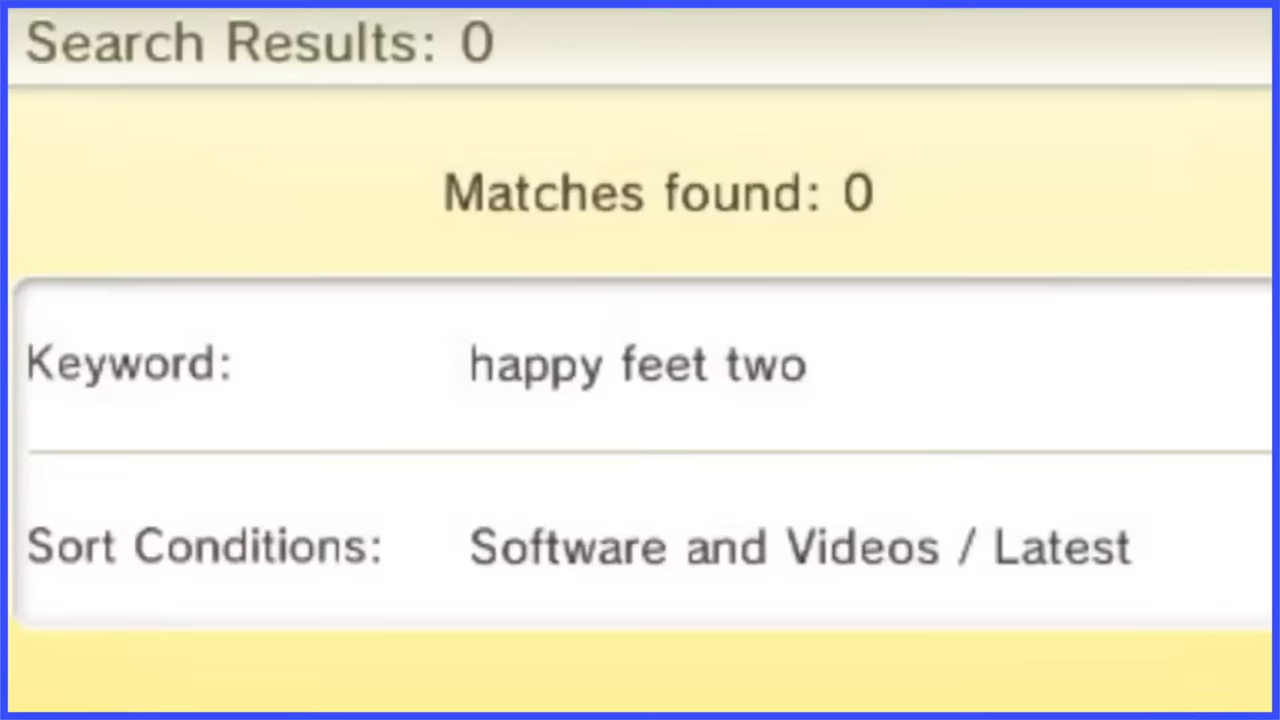 Search Results: 0
Matches found: 0
Keyword: happy feet two
Sort Conditions: Software and Videos / Latest